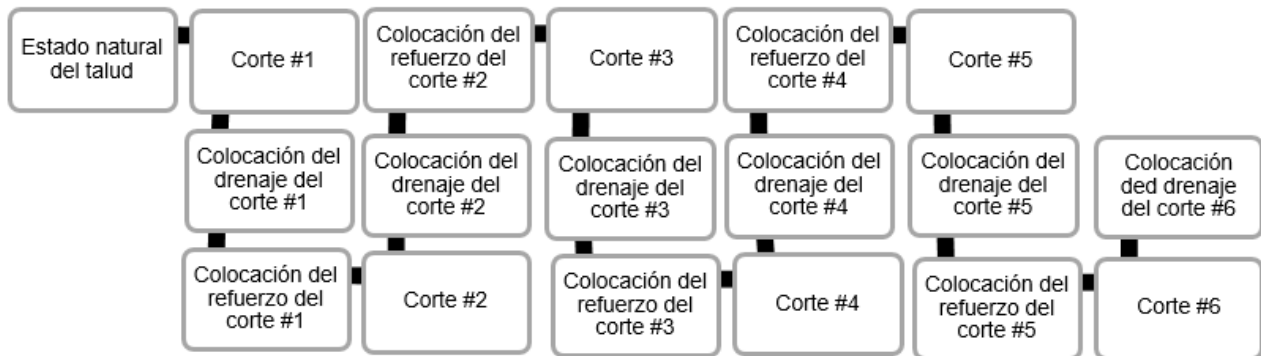 Estado natural
del talud
Corte #1
Colocación del
drenaje del
corte #1
Colocación del
refuerzo del
corte #1
Corte #2
Colocación del
drenaje del
corte #2
Colocación del
refuerzo del
corte #2
Corte #3
Colocación del
drenaje del
corte #3
Colocación del
refuerzo del
corte #3
Corte #4
Colocación del
drenaje del
corte #4
Colocación del
refuerzo del
corte #4
Corte #5
Colocación del
drenaje del
corte #5
Colocación del
refuerzo del
corte #5
Corte #6
Colocación
ded drenaje
del corte #6